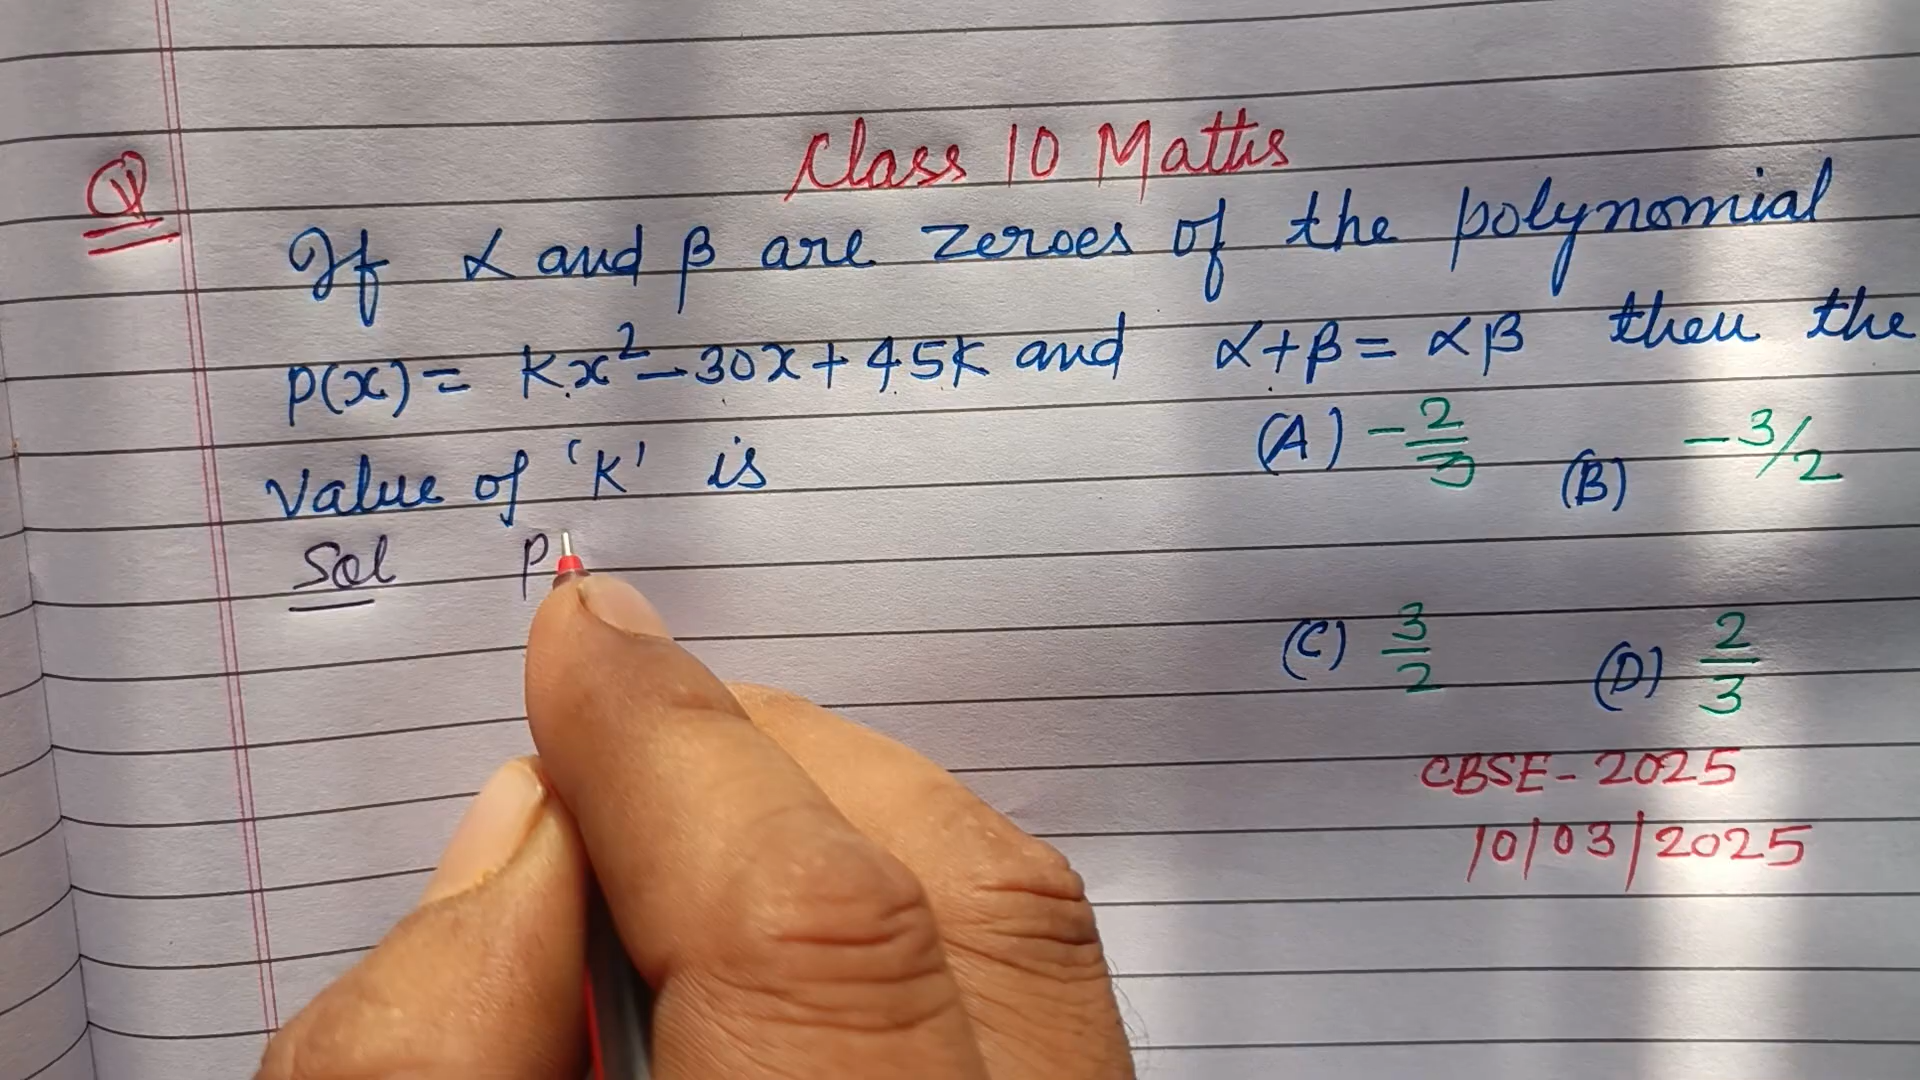 Class 10 Maths
Q
If α and β are zeroes of the polynomial
P(x) = Kx² - 30x + 45K and α+β = αβ then the
value of 'K' is
(A) -2/3 (B) -3/2
Sol P
(C) 3/2 (D) 2/3
CBSE - 2025
10/03/2025